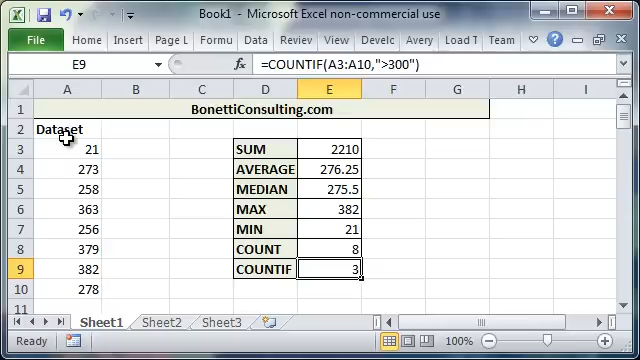 Book1 - Microsoft Excel non-commercial use
File Home Insert Page L Formu Data Review View Develc Avery Load T Team
E9 fx =COUNTIF(A3:A10,">300")
A B C D E F G H I
1 BonettiConsulting.com
2 Dataset
3 21 SUM 2210
4 273 AVERAGE 276.25
5 258 MEDIAN 275.5
6 363 MAX 382
7 256 MIN 21
8 379 COUNT 8
9 382 COUNTIF 3
10 278
11
Sheet1 Sheet2 Sheet3
Ready 100%